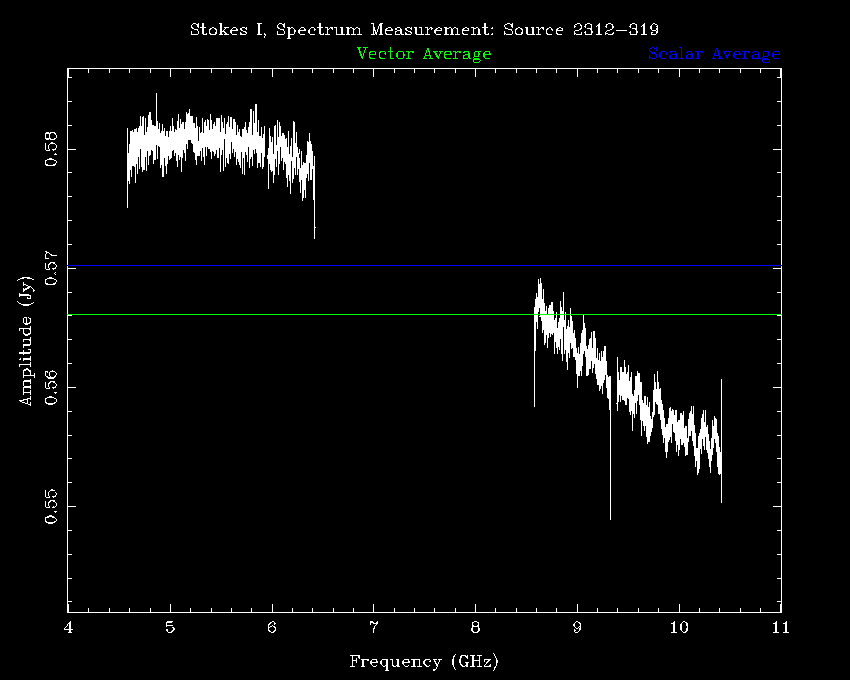 Stokes I, Spectrum Measurement: Source 2312−319
Vector Average Scalar Average
0.58
0.57
0.56
0.55
Amplitude (Jy)
4 5 6 7 8 9 10 11
Frequency (GHz)